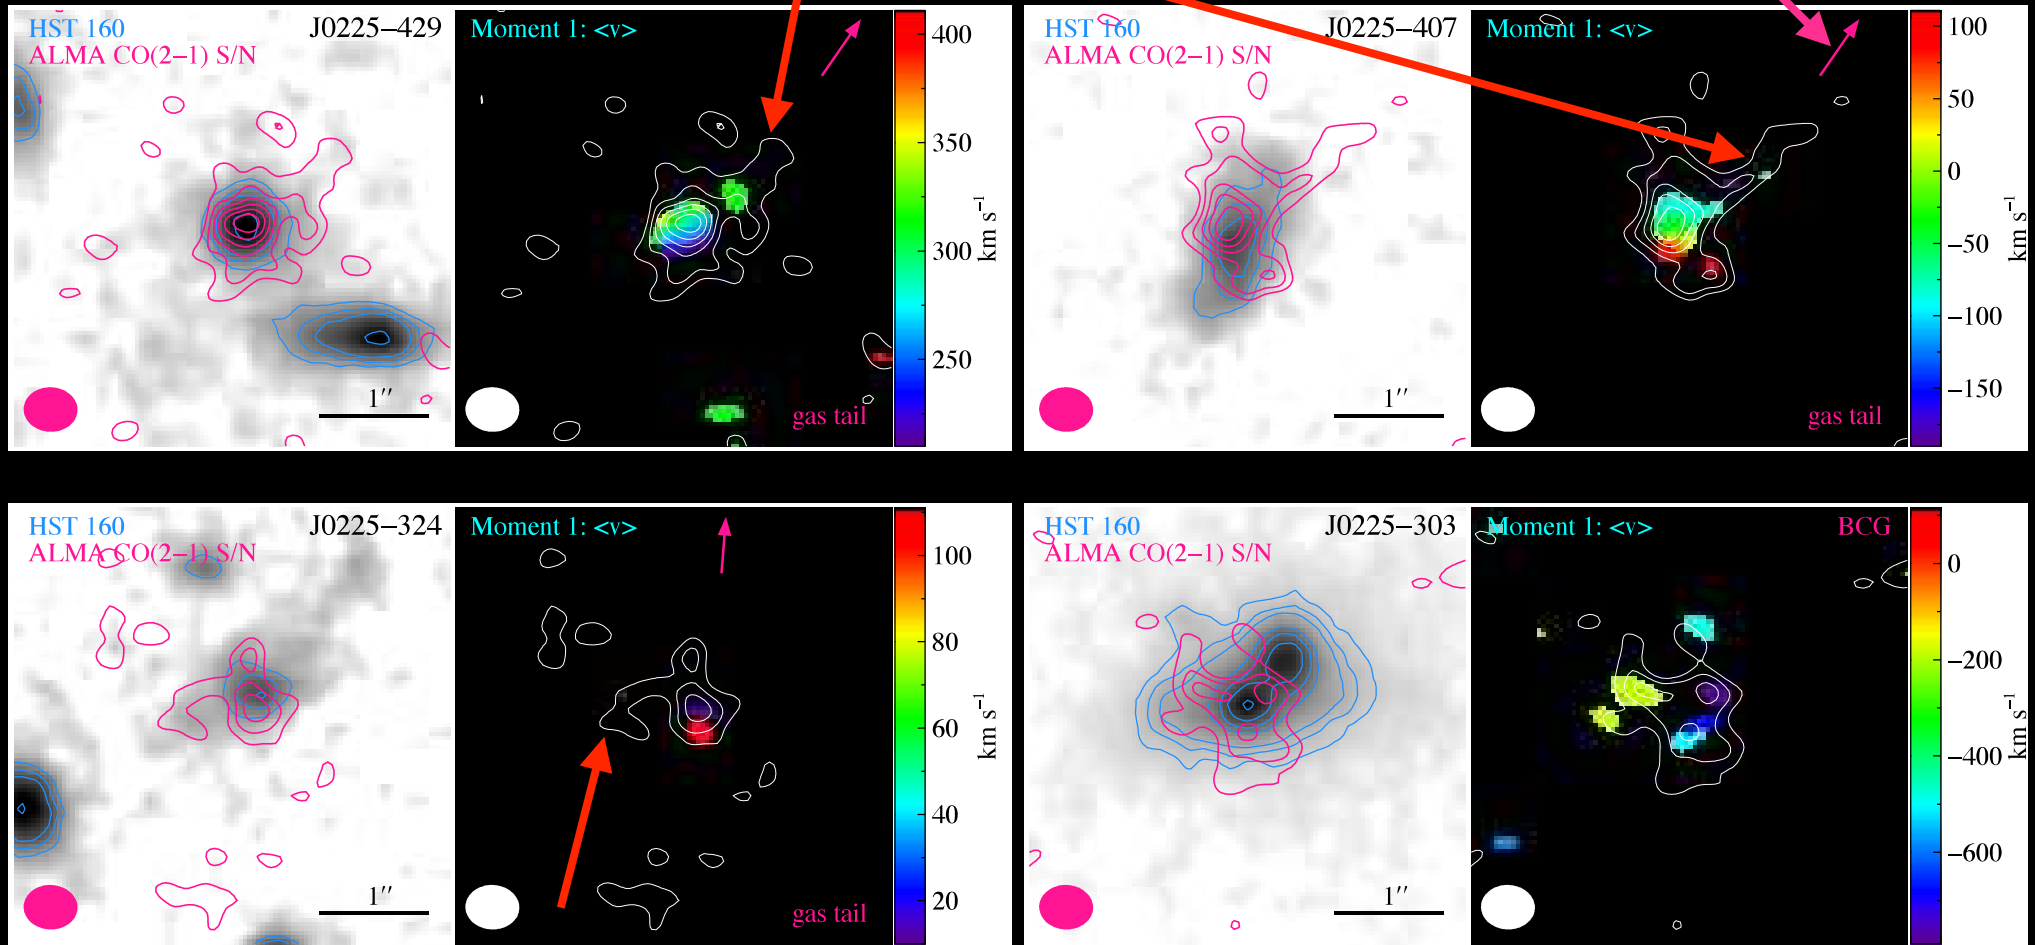 HST 160
J0225−429
ALMA CO(2−1) S/N
1″
Moment 1: <v>
gas tail
400
350
300
250
km s⁻¹
HST 160
J0225−407
ALMA CO(2−1) S/N
1″
Moment 1: <v>
gas tail
100
50
0
−50
−100
−150
km s⁻¹
HST 160
J0225−324
ALMA CO(2−1) S/N
1″
Moment 1: <v>
gas tail
100
80
60
40
20
km s⁻¹
HST 160
J0225−303
ALMA CO(2−1) S/N
1″
Moment 1: <v>
BCG
0
−200
−400
−600
km s⁻¹